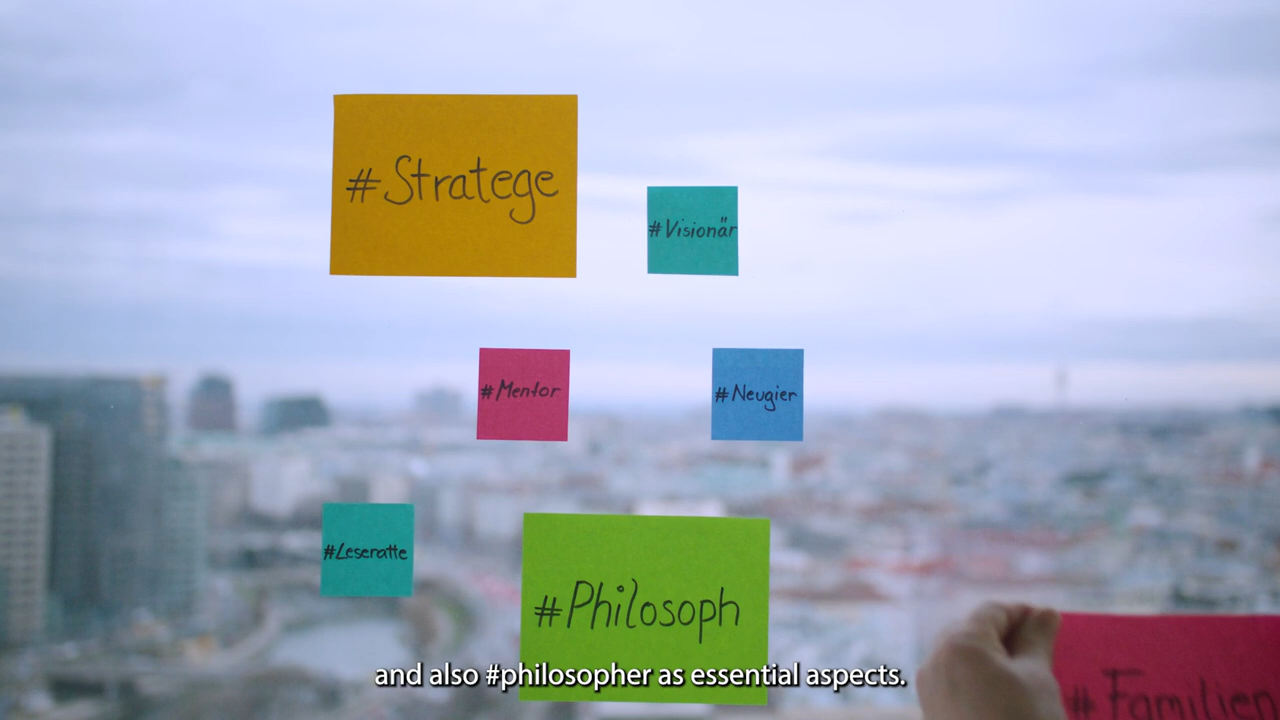 #Stratege
#Visionär
#Mentor
#Neugier
#Leseratte
#Philosoph
and also #philosopher as essential aspects.